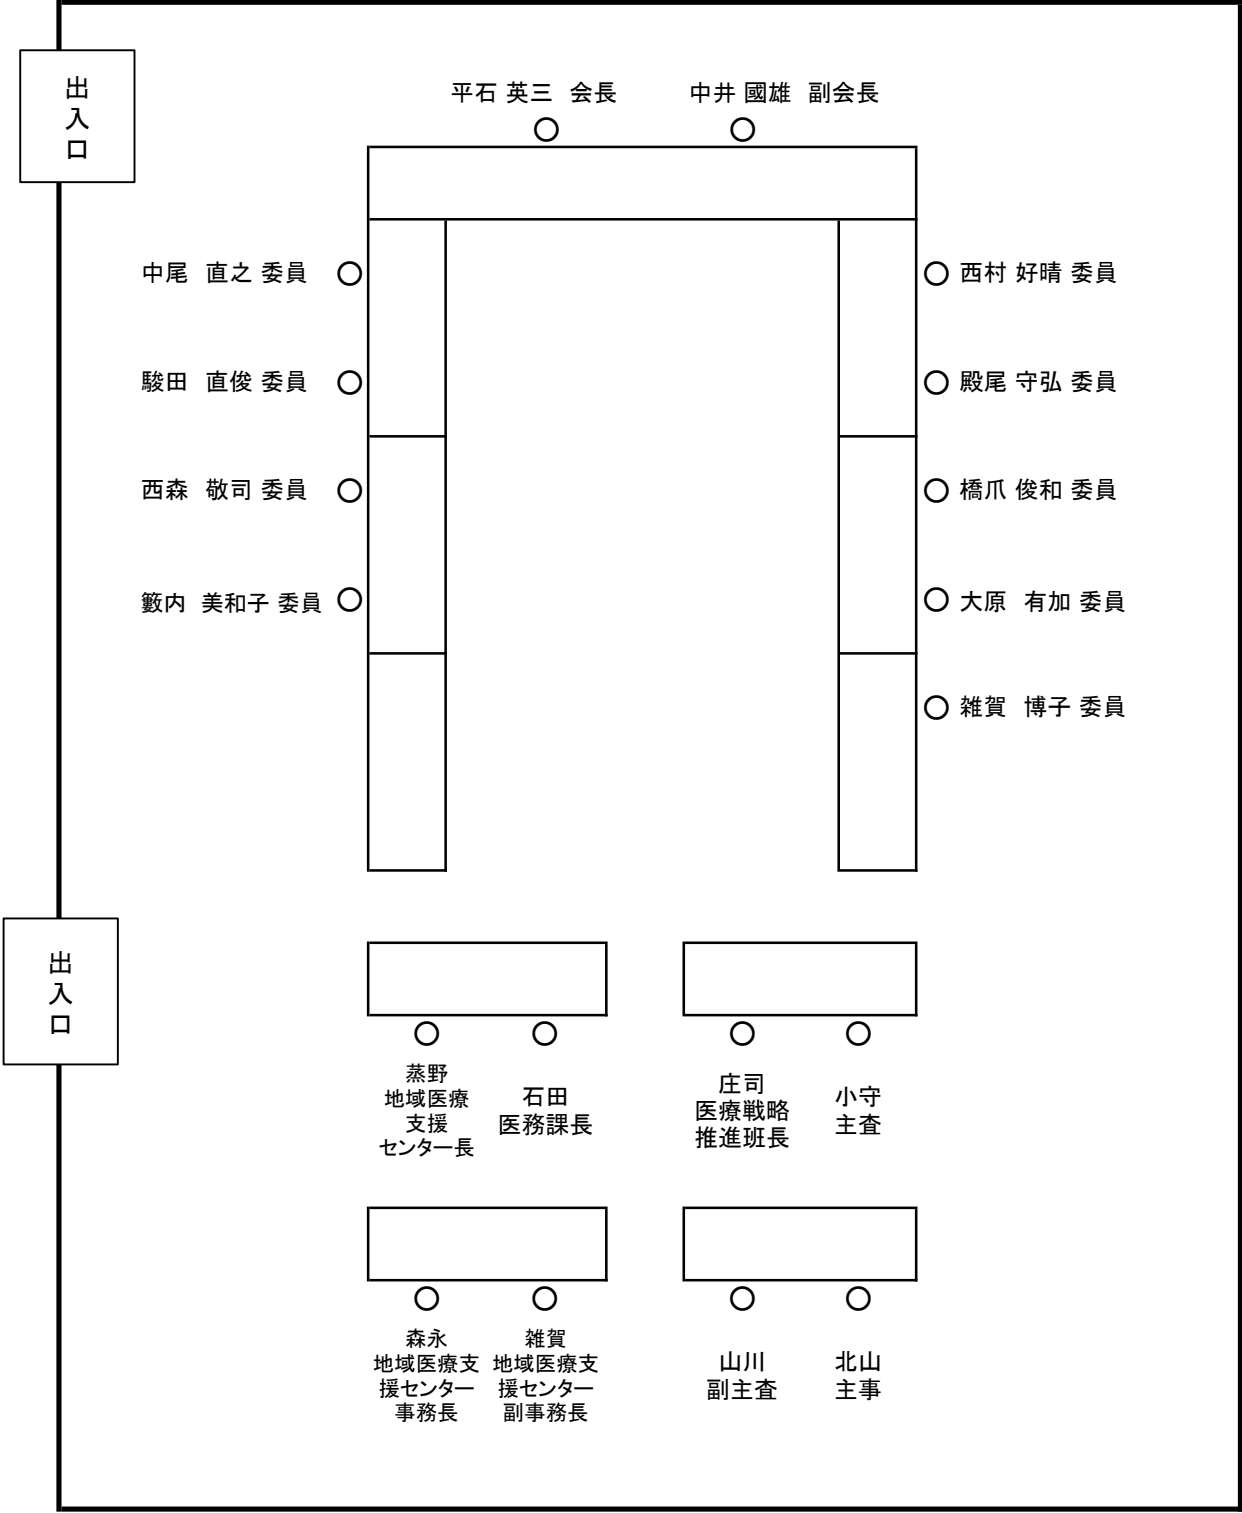 出入口
平石 英三 会長
中井 國雄 副会長
中尾 直之 委員
西村 好晴 委員
駿田 直俊 委員
殿尾 守弘 委員
西森 敬司 委員
橋爪 俊和 委員
籔内 美和子 委員
大原 有加 委員
雑賀 博子 委員
出入口
蒸野
地域医療
支援
センター長
石田
医務課長
庄司
医療戦略
推進班長
小守
主査
森永
地域医療支
援センター
事務長
雑賀
地域医療支
援センター
副事務長
山川
副主査
北山
主事